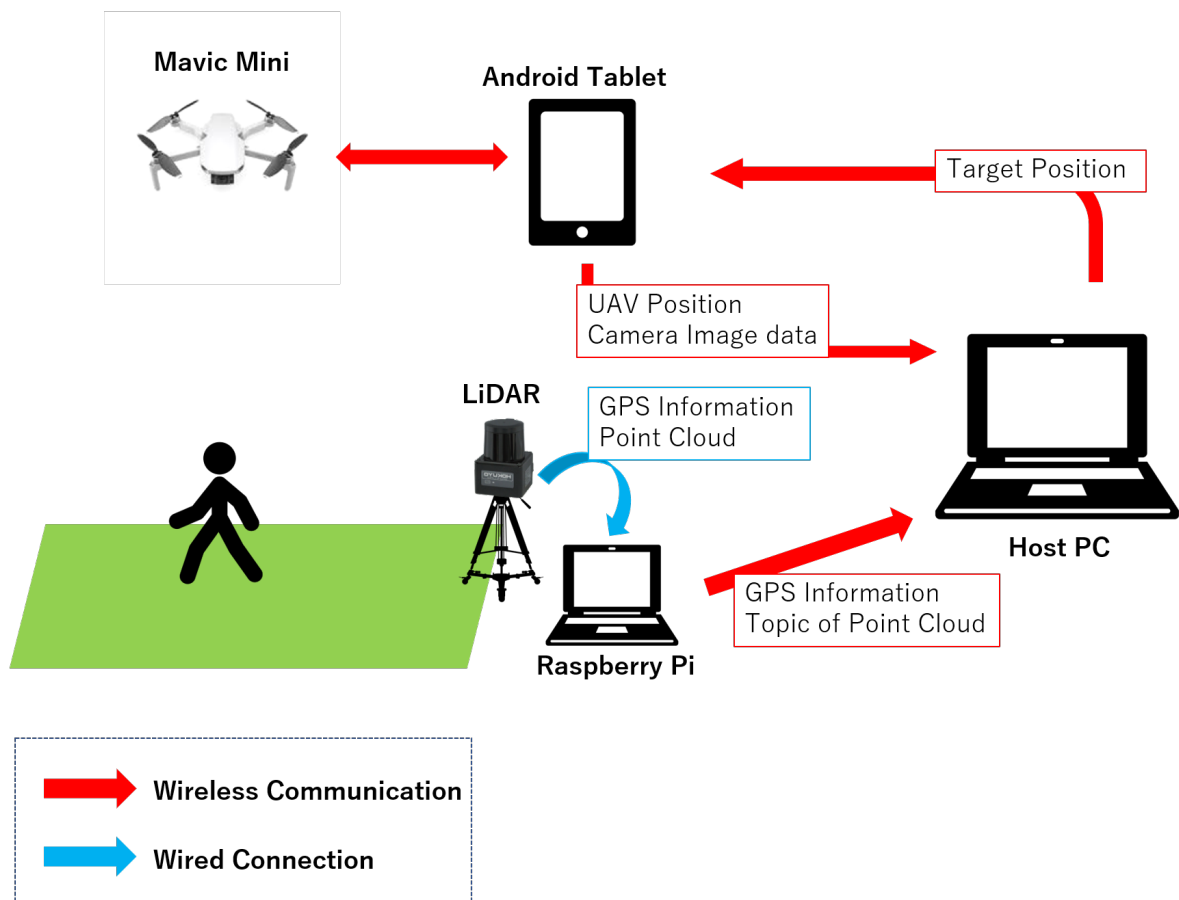 Mavic Mini
Android Tablet
Target Position
UAV Position
Camera Image data
LiDAR
GPS Information
Point Cloud
Host PC
GPS Information
Topic of Point Cloud
Raspberry Pi
Wireless Communication
Wired Connection